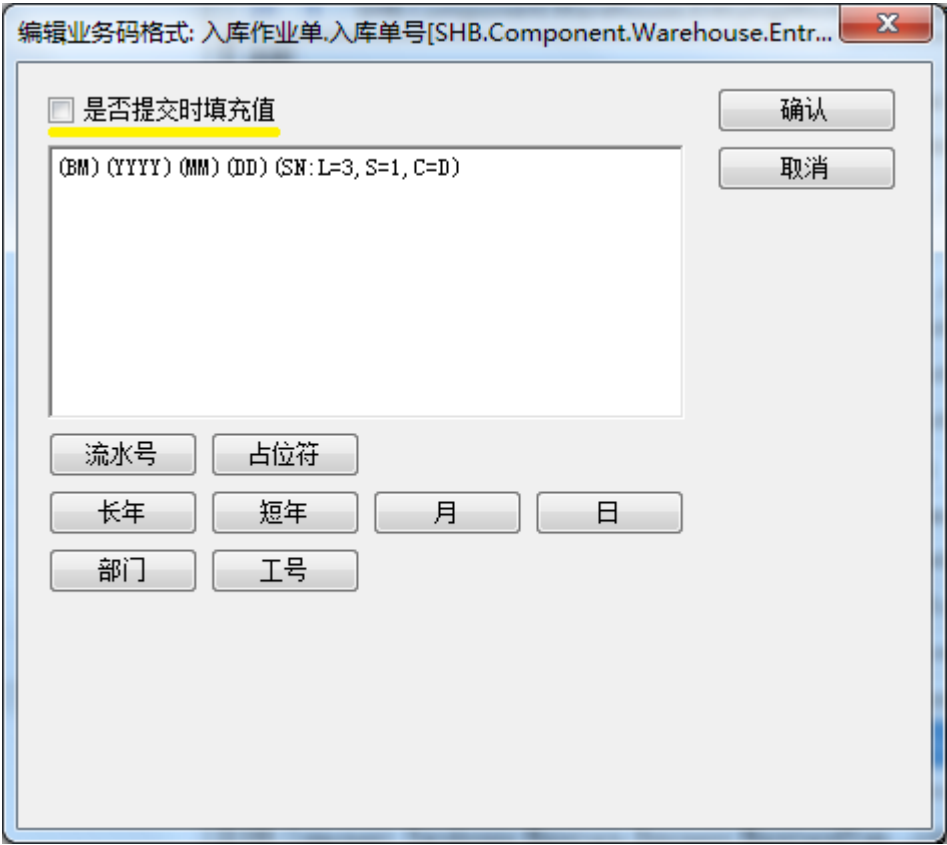 编辑业务码格式: 入库作业单.入库单号[SHB.Component.Warehouse.Entr...
是否提交时填充值
确认
(BM)(YYYY)(MM)(DD)(SN:L=3,S=1,C=D)
取消
流水号 占位符
长年 短年 月 日
部门 工号